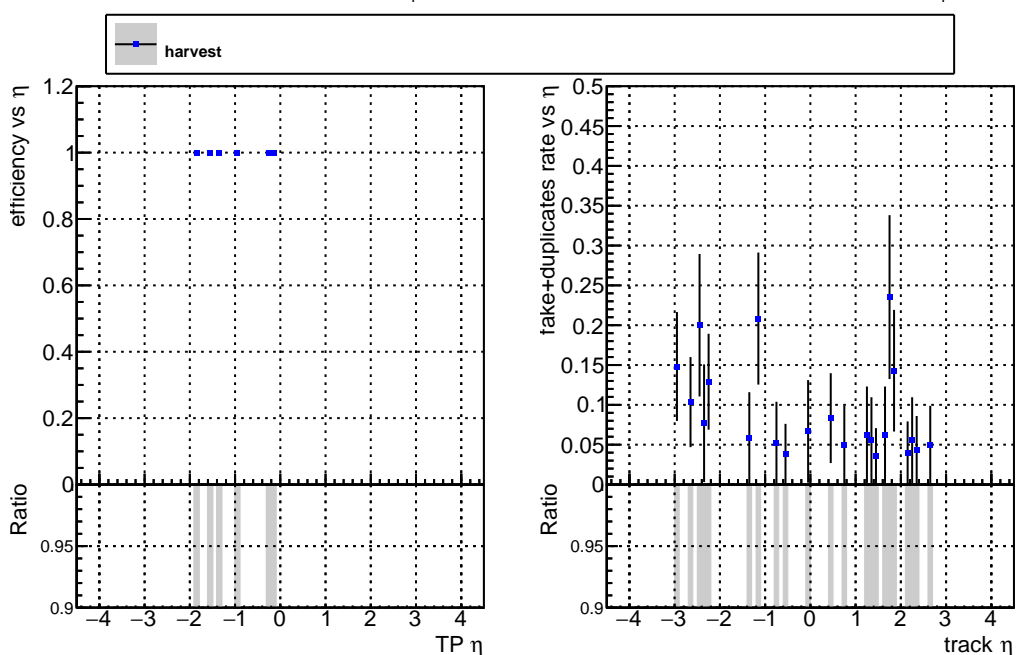 harvest
efficiency vs η
1.2
1
0.8
0.6
0.4
0.2
0
Ratio
0.95
0.9
−4 −3 −2 −1 0 1 2 3 4
TP η
fake+duplicates rate vs η
0.5
0.45
0.4
0.35
0.3
0.25
0.2
0.15
0.1
0.05
0
Ratio
0.95
0.9
−4 −3 −2 −1 0 1 2 3 4
track η